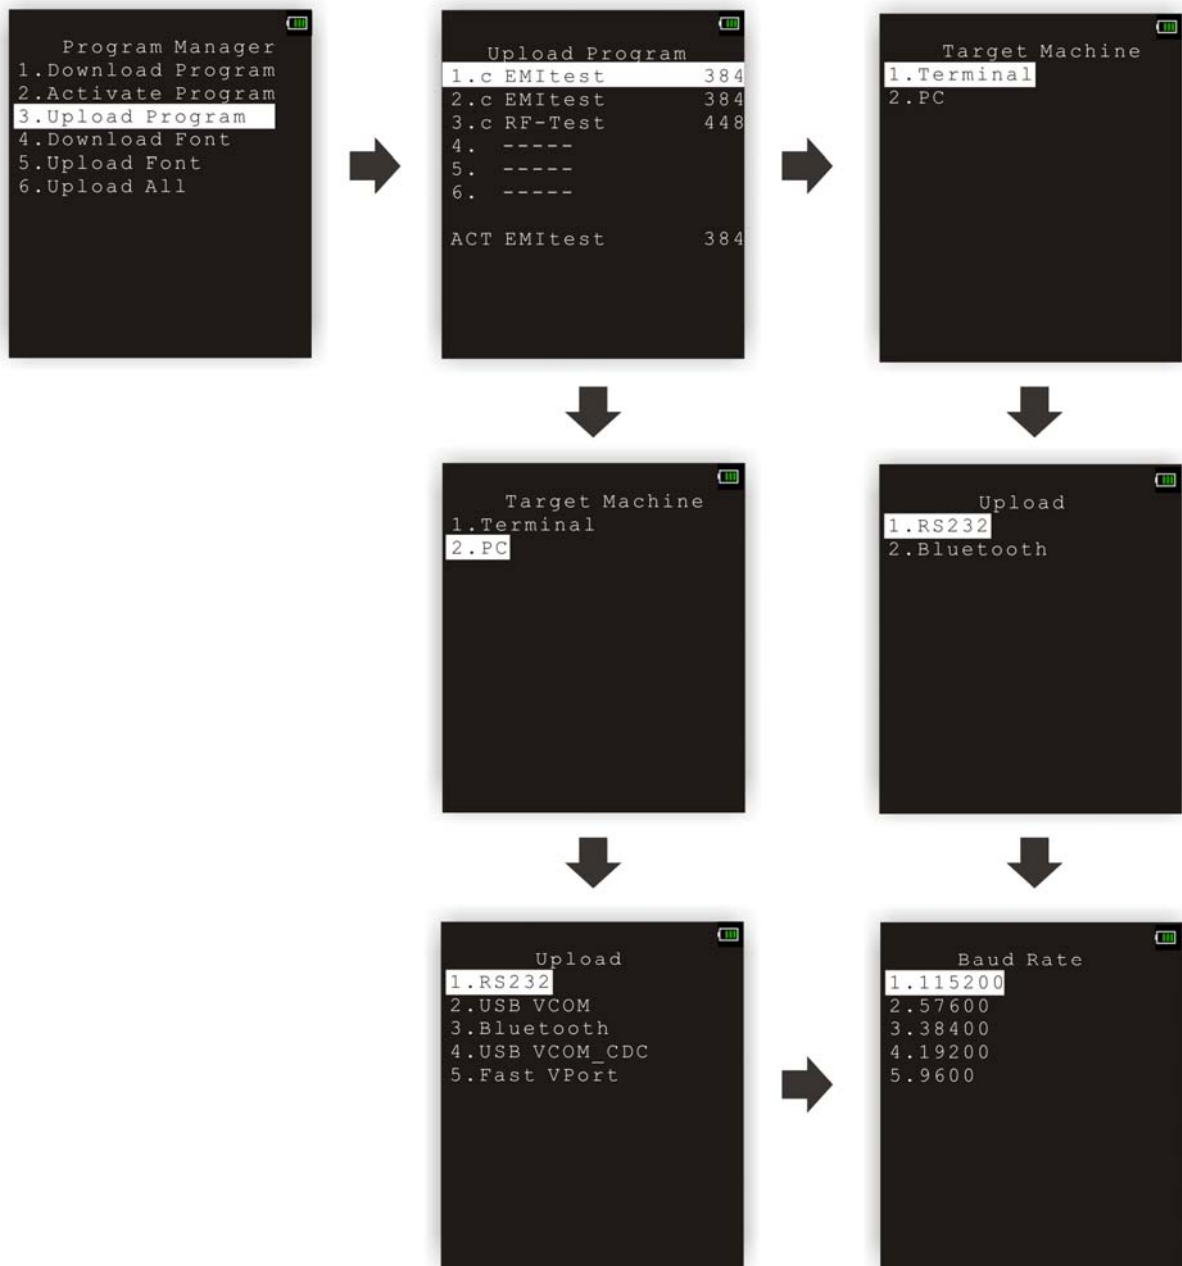 Program Manager
1.Download Program
2.Activate Program
3.Upload Program
4.Download Font
5.Upload Font
6.Upload All
Upload Program
1.c EMItest 384
2.c EMItest 384
3.c RF-Test 448
4. -----
5. -----
6. -----
ACT EMItest 384
Target Machine
1.Terminal
2.PC
Target Machine
1.Terminal
2.PC
Upload
1.RS232
2.Bluetooth
Upload
1.RS232
2.USB VCOM
3.Bluetooth
4.USB VCOM_CDC
5.Fast VPort
Baud Rate
1.115200
2.57600
3.38400
4.19200
5.9600